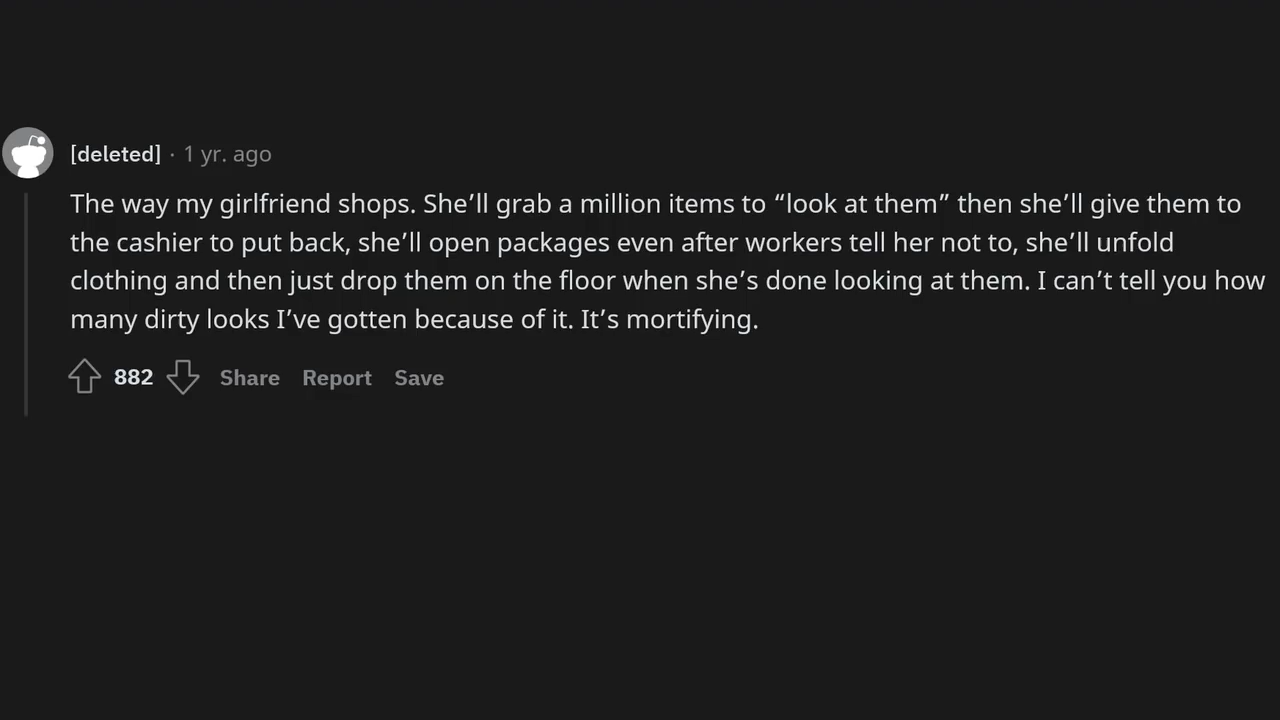 [deleted] · 1 yr. ago
The way my girlfriend shops. She’ll grab a million items to “look at them” then she’ll give them to
the cashier to put back, she’ll open packages even after workers tell her not to, she’ll unfold
clothing and then just drop them on the floor when she’s done looking at them. I can’t tell you how
many dirty looks I’ve gotten because of it. It’s mortifying.
882 Share Report Save